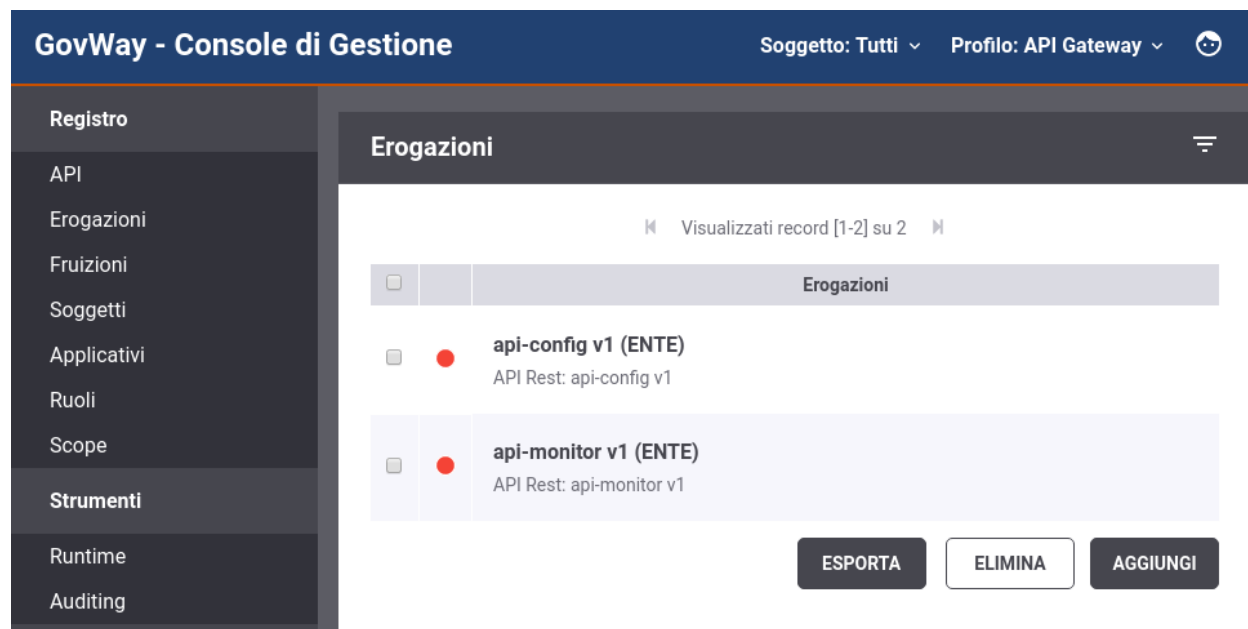 GovWay - Console di Gestione
Soggetto: Tutti
Profilo: API Gateway
Registro
API
Erogazioni
Fruizioni
Soggetti
Applicativi
Ruoli
Scope
Strumenti
Runtime
Auditing
Erogazioni
Visualizzati record [1-2] su 2
Erogazioni
api-config v1 (ENTE)
API Rest: api-config v1
api-monitor v1 (ENTE)
API Rest: api-monitor v1
ESPORTA
ELIMINA
AGGIUNGI